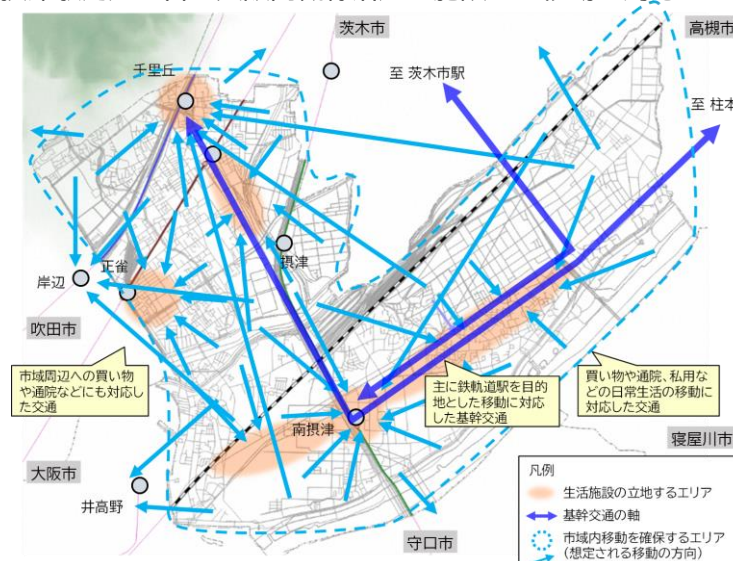 茨木市
高槻市
千里丘
至 茨木市駅
至 柱本
摂津
正雀
岸辺
吹田市
市域周辺への買い物
や通院などにも対応し
た交通
主に鉄軌道駅を目的
地とした移動に対応
した基幹交通
買い物や通院、私用な
どの日常生活の移動に
対応した交通
南摂津
寝屋川市
大阪市
井高野
守口市
凡例
生活施設の立地するエリア
基幹交通の軸
市域内移動を確保するエリア
(想定される移動の方向)